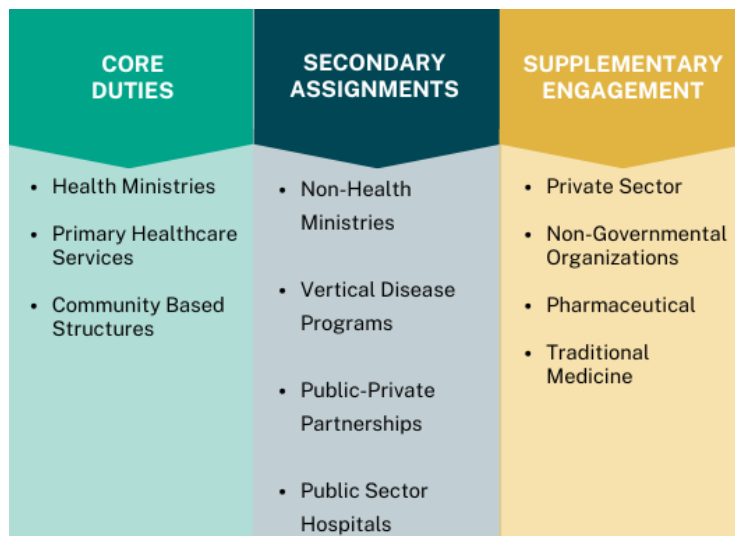 CORE
DUTIES
• Health Ministries
• Primary Healthcare
Services
• Community Based
Structures
SECONDARY
ASSIGNMENTS
• Non-Health
Ministries
• Vertical Disease
Programs
• Public-Private
Partnerships
• Public Sector
Hospitals
SUPPLEMENTARY
ENGAGEMENT
• Private Sector
• Non-Governmental
Organizations
• Pharmaceutical
• Traditional
Medicine